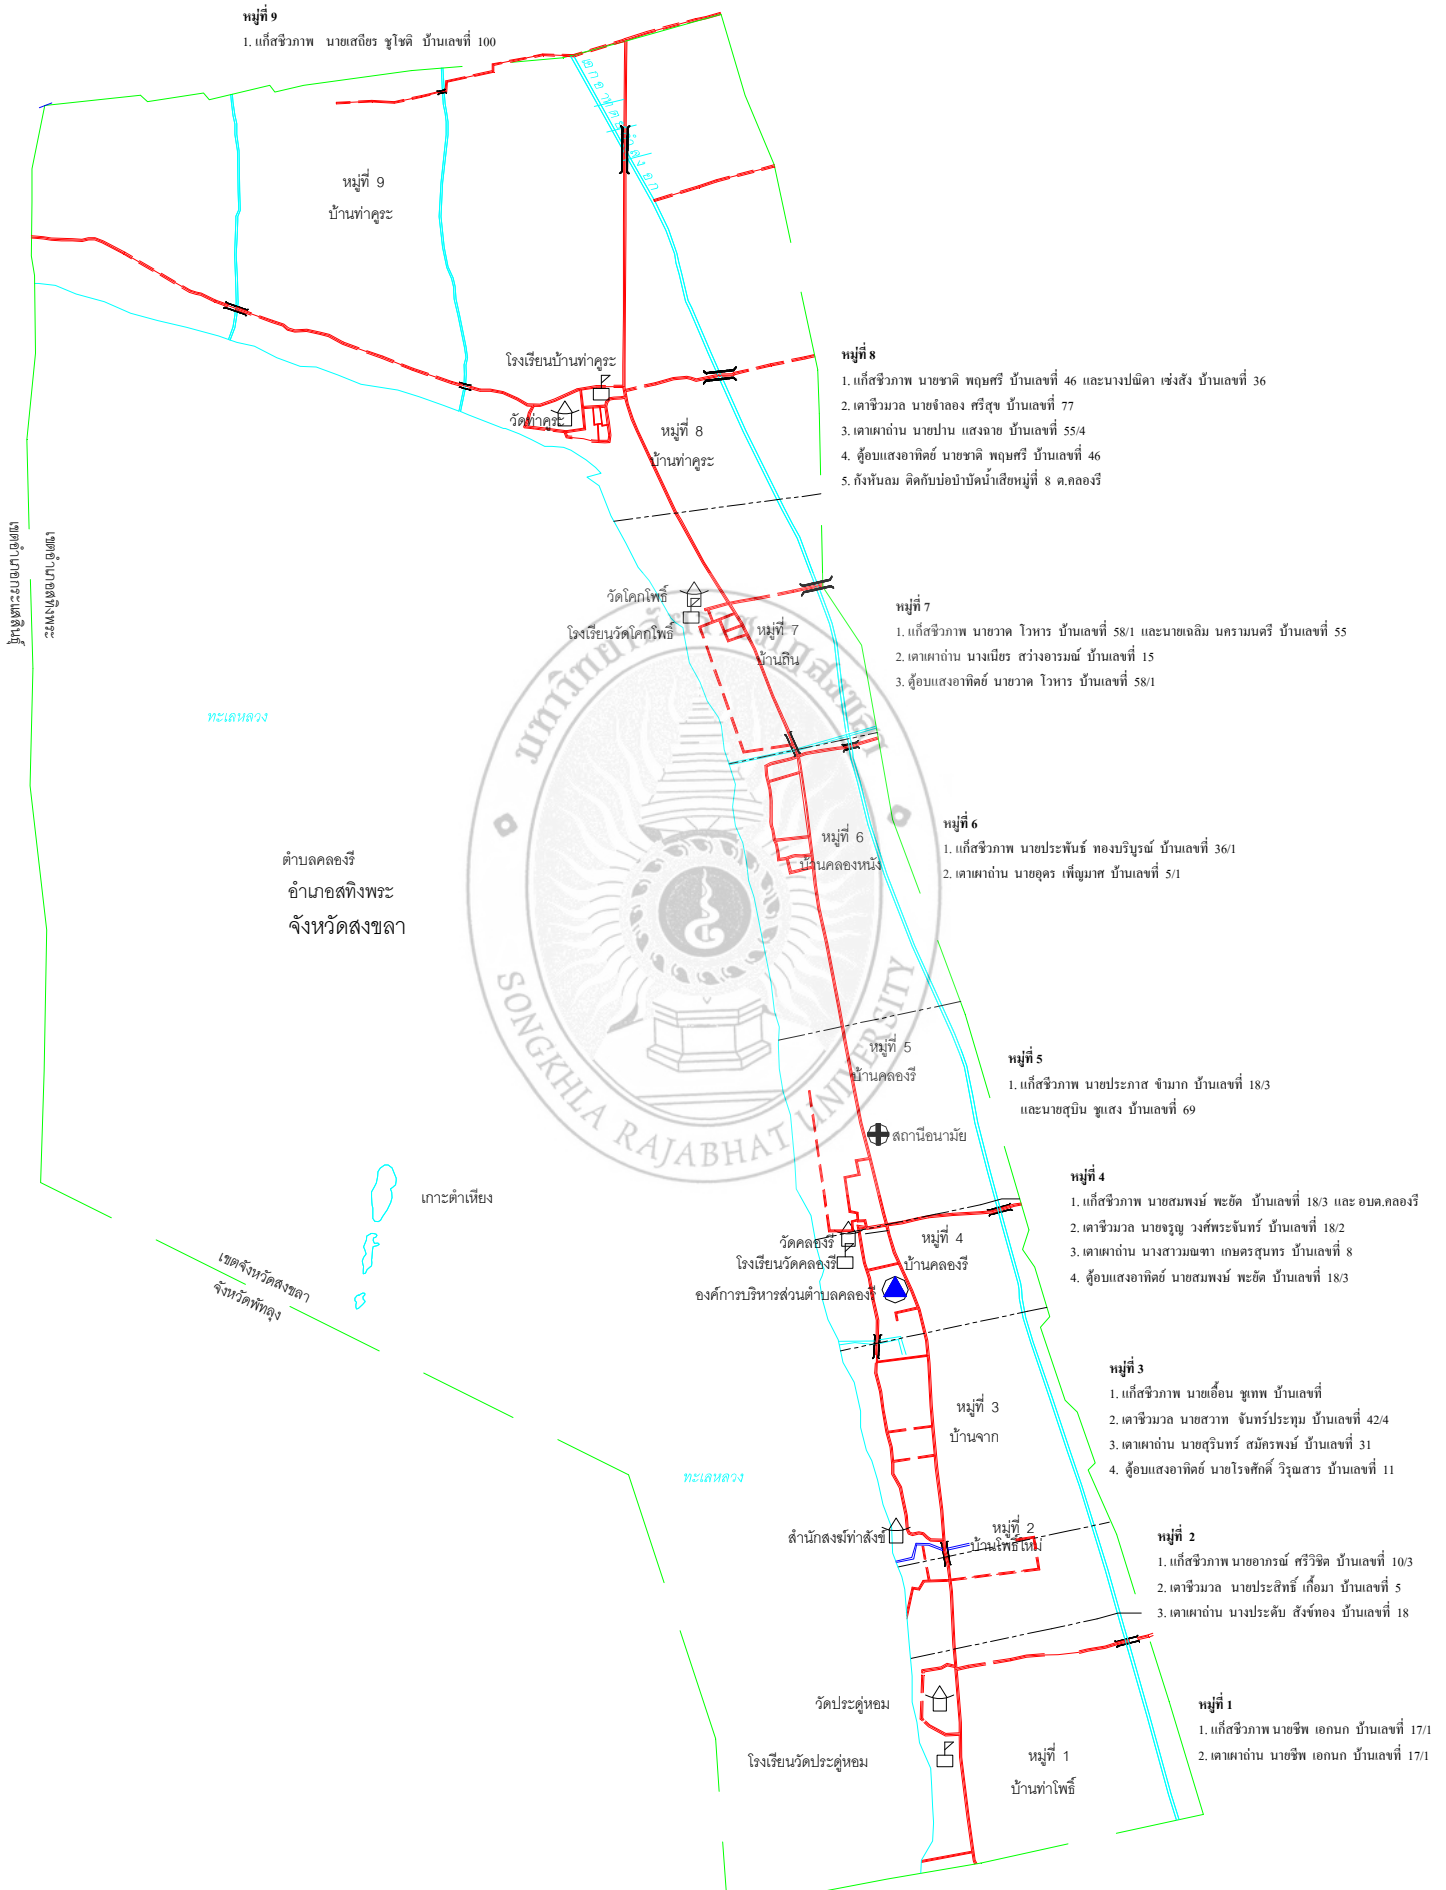 หมู่ที่ 9
1. แก็สชีวภาพ นายเสถียร ชูโชติ บ้านเลขที่ 100
หมู่ที่ 9
บ้านท่าคูระ
โรงเรียนบ้านท่าคูระ
วัดท่าคูระ
หมู่ที่ 8
บ้านท่าคูระ
หมู่ที่ 8
1. แก็สชีวภาพ นายชาติ พฤษศรี บ้านเลขที่ 46 และนางปณิดา เซ่งสัง บ้านเลขที่ 36
2. เตาชีวมวล นายจำลอง ศรีสุข บ้านเลขที่ 77
3. เตาเผาถ่าน นายปาน แสงฉาย บ้านเลขที่ 55/4
4. ตู้อบแสงอาทิตย์ นายชาติ พฤษศรี บ้านเลขที่ 46
5. กังหันลม ติดกับบ่อบำบัดน้ำเสียหมู่ที่ 8 ต.คลองรี
เขตอำเภอกระแสสินธุ์
เขตอำเภอสทิงพระ
วัดโคกโพธิ์
โรงเรียนวัดโคกโพธิ์
หมู่ที่ 7
บ้านถิน
หมู่ที่ 7
1. แก็สชีวภาพ นายวาด โวหาร บ้านเลขที่ 58/1 และนายเฉลิม นครามนตรี บ้านเลขที่ 55
2. เตาเผาถ่าน นางเนียร สว่างอารมณ์ บ้านเลขที่ 15
3. ตู้อบแสงอาทิตย์ นายวาด โวหาร บ้านเลขที่ 58/1
ทะเลหลวง
มหาวิทยาลัยราชภัฏสงขลา
SONGKHLA RAJABHAT UNIVERSITY
หมู่ที่ 6
บ้านคลองหนัง
หมู่ที่ 6
1. แก็สชีวภาพ นายประพันธ์ ทองบริบูรณ์ บ้านเลขที่ 36/1
2. เตาเผาถ่าน นายอุดร เพ็ญมาศ บ้านเลขที่ 5/1
ตำบลคลองรี
อำเภอสทิงพระ
จังหวัดสงขลา
หมู่ที่ 5
บ้านคลองรี
สถานีอนามัย
หมู่ที่ 5
1. แก็สชีวภาพ นายประภาส ขำมาก บ้านเลขที่ 18/3
และนายสุบิน ชูแสง บ้านเลขที่ 69
เกาะตำเหียง
เขตจังหวัดสงขลา
จังหวัดพัทลุง
วัดคลองรี
โรงเรียนวัดคลองรี
องค์การบริหารส่วนตำบลคลองรี
หมู่ที่ 4
บ้านคลองรี
หมู่ที่ 4
1. แก็สชีวภาพ นายสมพงษ์ พะยัต บ้านเลขที่ 18/3 และ อบต.คลองรี
2. เตาชีวมวล นายจรูญ วงศ์พระจันทร์ บ้านเลขที่ 18/2
3. เตาเผาถ่าน นางสาวมณฑา เกษตรสุนทร บ้านเลขที่ 8
4. ตู้อบแสงอาทิตย์ นายสมพงษ์ พะยัต บ้านเลขที่ 18/3
หมู่ที่ 3
บ้านจาก
หมู่ที่ 3
1. แก็สชีวภาพ นายเอื้อน ชูเทพ บ้านเลขที่
2. เตาชีวมวล นายสวาท จันทร์ประทุม บ้านเลขที่ 42/4
3. เตาเผาถ่าน นายสุรินทร์ สมัครพงษ์ บ้านเลขที่ 31
4. ตู้อบแสงอาทิตย์ นายโรจศักดิ์ วิรุณสาร บ้านเลขที่ 11
ทะเลหลวง
สำนักสงฆ์ท่าสังข์
หมู่ที่ 2
บ้านโพธิ์ใหม่
หมู่ที่ 2
1. แก็สชีวภาพ นายอาภรณ์ ศรีวิชิต บ้านเลขที่ 10/3
2. เตาชีวมวล นายประสิทธิ์ เกื้อมา บ้านเลขที่ 5
3. เตาเผาถ่าน นางประดับ สังข์ทอง บ้านเลขที่ 18
วัดประดู่หอม
โรงเรียนวัดประดู่หอม
หมู่ที่ 1
บ้านท่าโพธิ์
หมู่ที่ 1
1. แก็สชีวภาพ นายชีพ เอกนก บ้านเลขที่ 17/1
2. เตาเผาถ่าน นายชีพ เอกนก บ้านเลขที่ 17/1